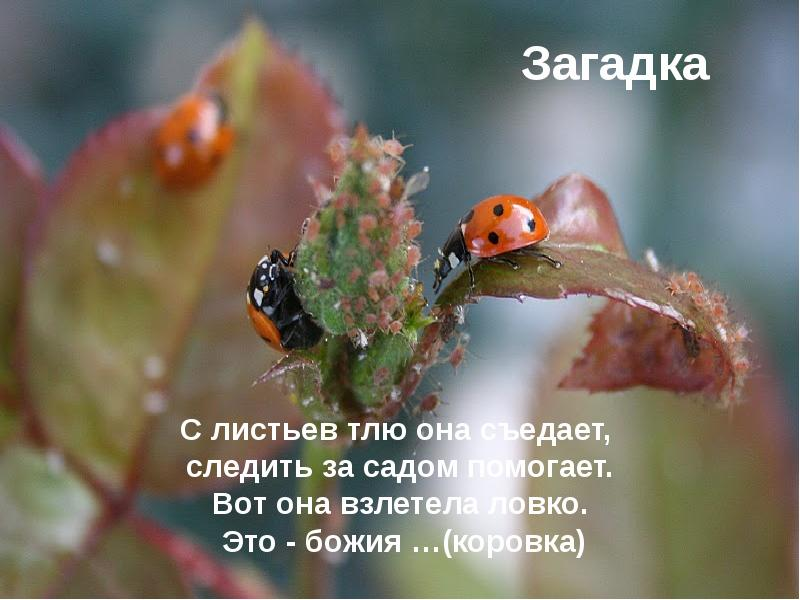 Загадка
С листьев тлю она съедает,
следить за садом помогает.
Вот она взлетела ловко.
Это - божия …(коровка)